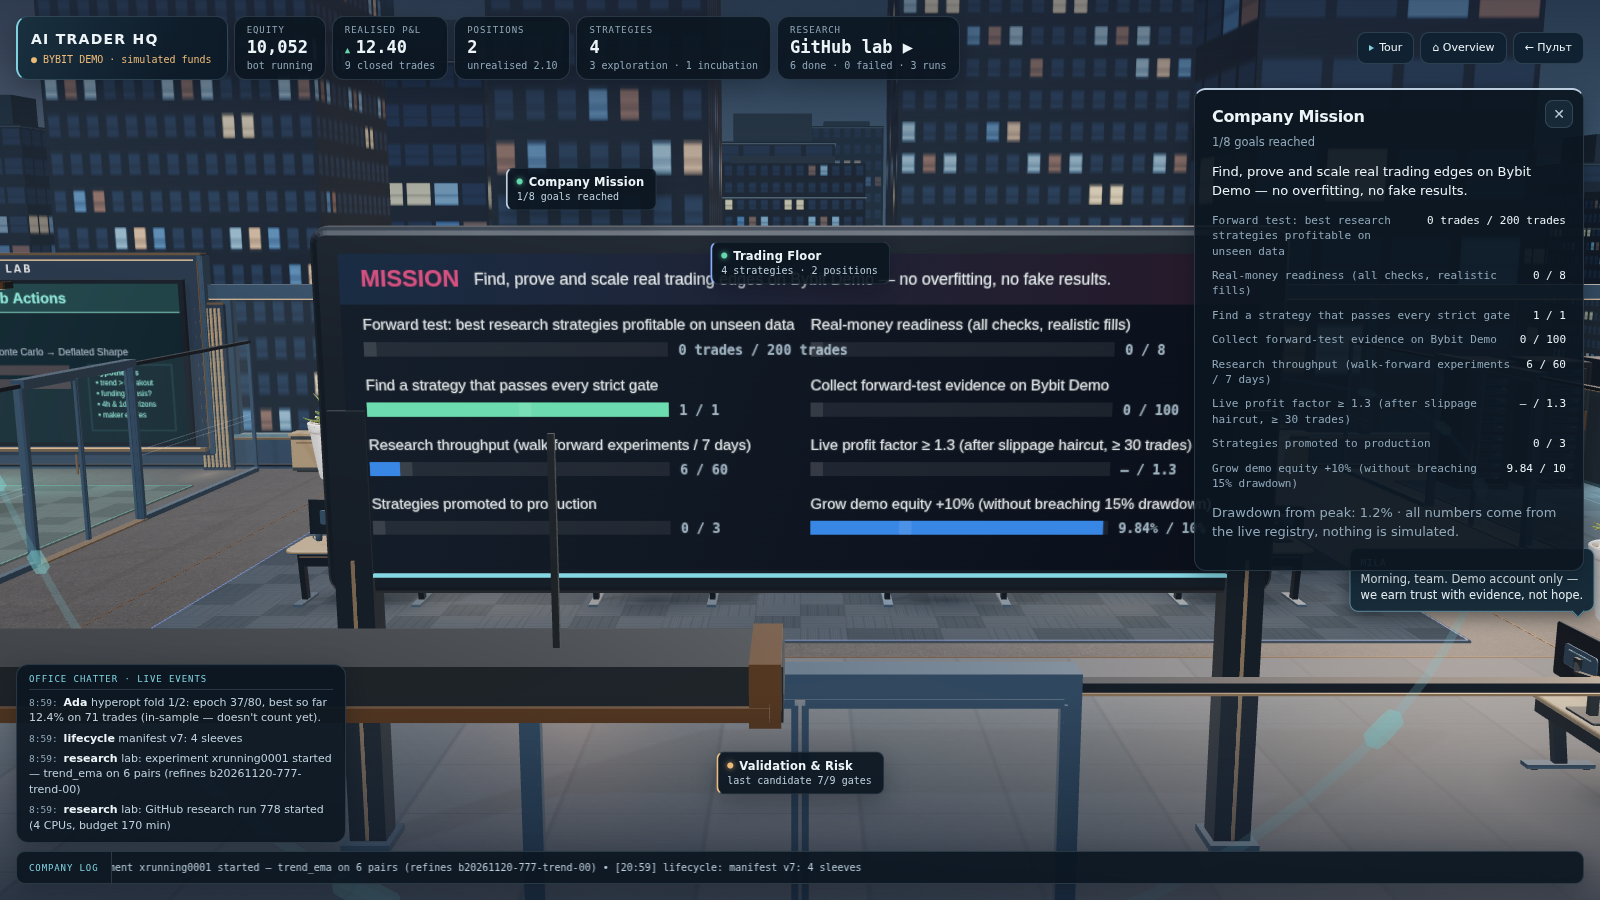 AI TRADER HQ
● BYBIT DEMO · simulated funds
EQUITY
10,052
bot running
REALISED P&L
▲ 12.40
9 closed trades
POSITIONS
2
unrealised 2.10
STRATEGIES
4
3 exploration · 1 incubation
RESEARCH
GitHub lab ▶
6 done · 0 failed · 3 runs
▸ Tour
⌂ Overview
← Пульт
Company Mission
1/8 goals reached
Trading Floor
4 strategies · 2 positions
LAB
b Actions
onte Carlo → Deflated Sharpe
MISSION Find, prove and scale real trading edges on Bybit Demo — no overfitting, no fake results.
Forward test: best research strategies profitable on unseen data
0 trades / 200 trades
Real-money readiness (all checks, realistic fills)
0 / 8
Find a strategy that passes every strict gate
1 / 1
Collect forward-test evidence on Bybit Demo
0 / 100
Research throughput (walk-forward experiments / 7 days)
6 / 60
Live profit factor ≥ 1.3 (after slippage haircut, ≥ 30 trades)
— / 1.3
Strategies promoted to production
0 / 3
Grow demo equity +10% (without breaching 15% drawdown)
9.84% / 10%
Company Mission
✕
1/8 goals reached
Find, prove and scale real trading edges on Bybit
Demo — no overfitting, no fake results.
Forward test: best research 0 trades / 200 trades
strategies profitable on
unseen data
Real-money readiness (all checks, realistic 0 / 8
fills)
Find a strategy that passes every strict gate 1 / 1
Collect forward-test evidence on Bybit Demo 0 / 100
Research throughput (walk-forward experiments 6 / 60
/ 7 days)
Live profit factor ≥ 1.3 (after slippage — / 1.3
haircut, ≥ 30 trades)
Strategies promoted to production 0 / 3
Grow demo equity +10% (without breaching 9.84 / 10
15% drawdown)
Drawdown from peak: 1.2% · all numbers come from
the live registry, nothing is simulated.
Morning, team. Demo account only —
we earn trust with evidence, not hope.
Validation & Risk
last candidate 7/9 gates
OFFICE CHATTER · LIVE EVENTS
8:59: Ada hyperopt fold 1/2: epoch 37/80, best so far
12.4% on 71 trades (in-sample — doesn't count yet).
8:59: lifecycle manifest v7: 4 sleeves
8:59: research lab: experiment xrunning0001 started
— trend_ema on 6 pairs (refines b20261120-777-
trend-00)
8:59: research lab: GitHub research run 778 started
(4 CPUs, budget 170 min)
COMPANY LOG
ment xrunning0001 started — trend_ema on 6 pairs (refines b20261120-777-trend-00) • [20:59] lifecycle: manifest v7: 4 sleeves